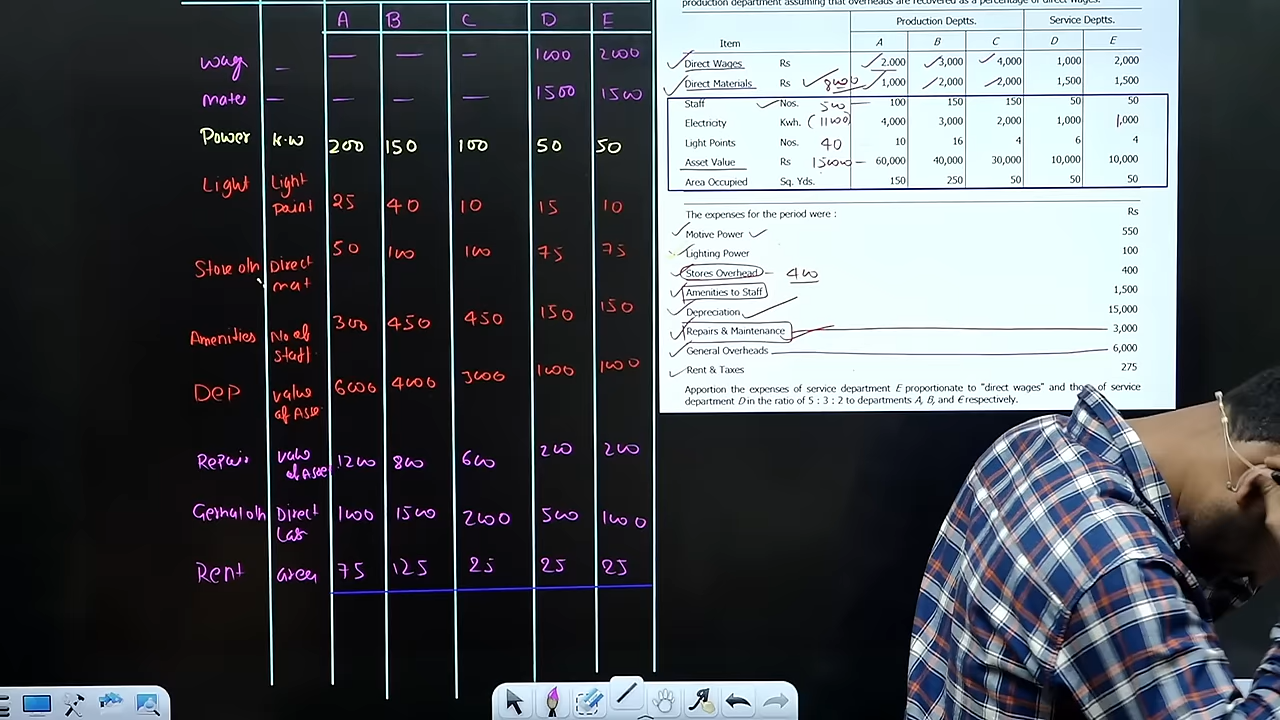 A B C D E
wag — — — — 1000 2000
mate — — — — 1500 1500
Power k.w 200 150 100 50 50
Light Light point 25 40 10 15 10
Store o/h Direct mat 50 100 100 75 75
Amenities No of staff 300 450 450 150 150
Dep value of Asse 6000 4000 3000 1000 1000
Repair valu of Asse 1200 800 600 200 200
Genral o/h Direct Lab 1000 1500 2000 500 1000
Rent area 75 125 25 25 25
production department assuming that overheads are recovered as a percentage of direct wages.
Production Deptts. Service Deptts.
Item A B C D E
Direct Wages Rs 2.000 3,000 4,000 1,000 2,000
Direct Materials Rs 8000 1,000 2,000 2,000 1,500 1,500
Staff Nos. 500 100 150 150 50 50
Electricity Kwh. (1100) 4,000 3,000 2,000 1,000 1,000
Light Points Nos. 40 10 16 4 6 4
Asset Value Rs 150000 60,000 40,000 30,000 10,000 10,000
Area Occupied Sq. Yds. 150 250 50 50 50
The expenses for the period were : Rs
Motive Power 550
Lighting Power 100
Stores Overhead 400 400
Amenities to Staff 1,500
Depreciation 15,000
Repairs & Maintenance 3,000
General Overheads 6,000
Rent & Taxes 275
Apportion the expenses of service department E proportionate to "direct wages" and those of service
department D in the ratio of 5 : 3 : 2 to departments A, B, and C respectively.